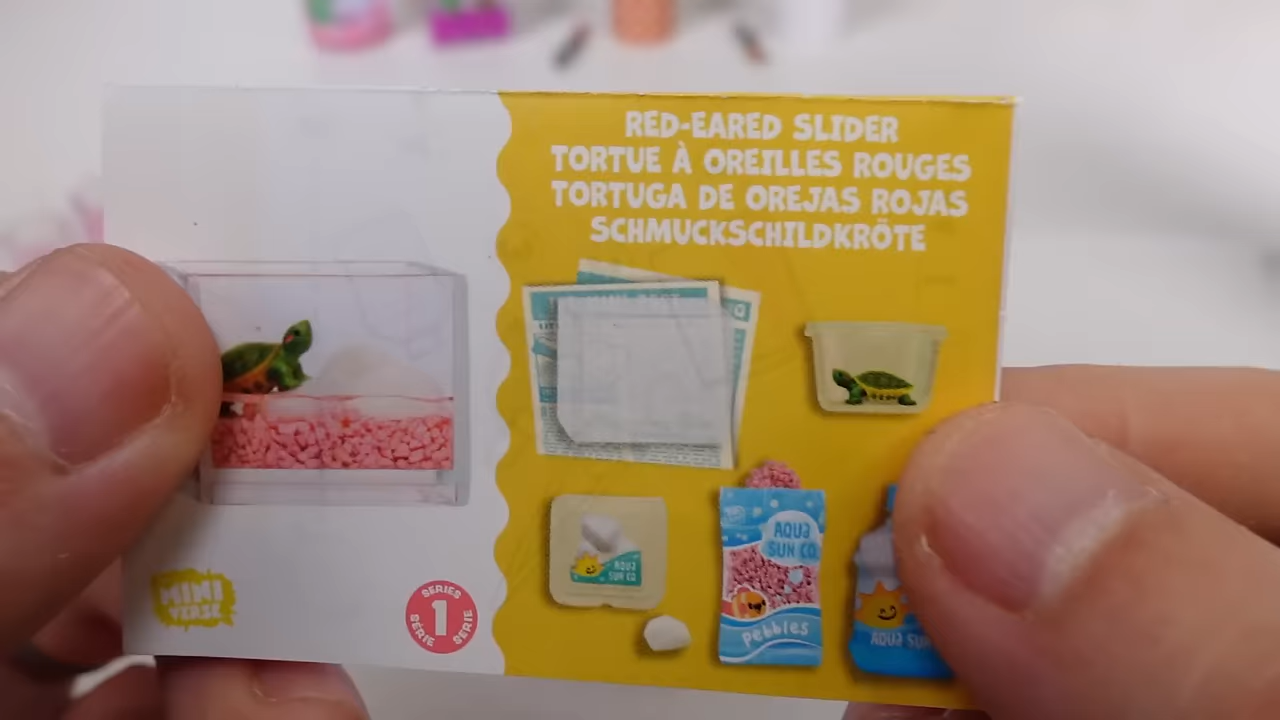 RED-EARED SLIDER
TORTUE À OREILLES ROUGES
TORTUGA DE OREJAS ROJAS
SCHMUCKSCHILDKRÖTE
AQUA
SUN CO
AQUA
SUN CO
pebbles
AQUA SUN
MINI
VERSE
SERIES
1
SÉRIE SERIE